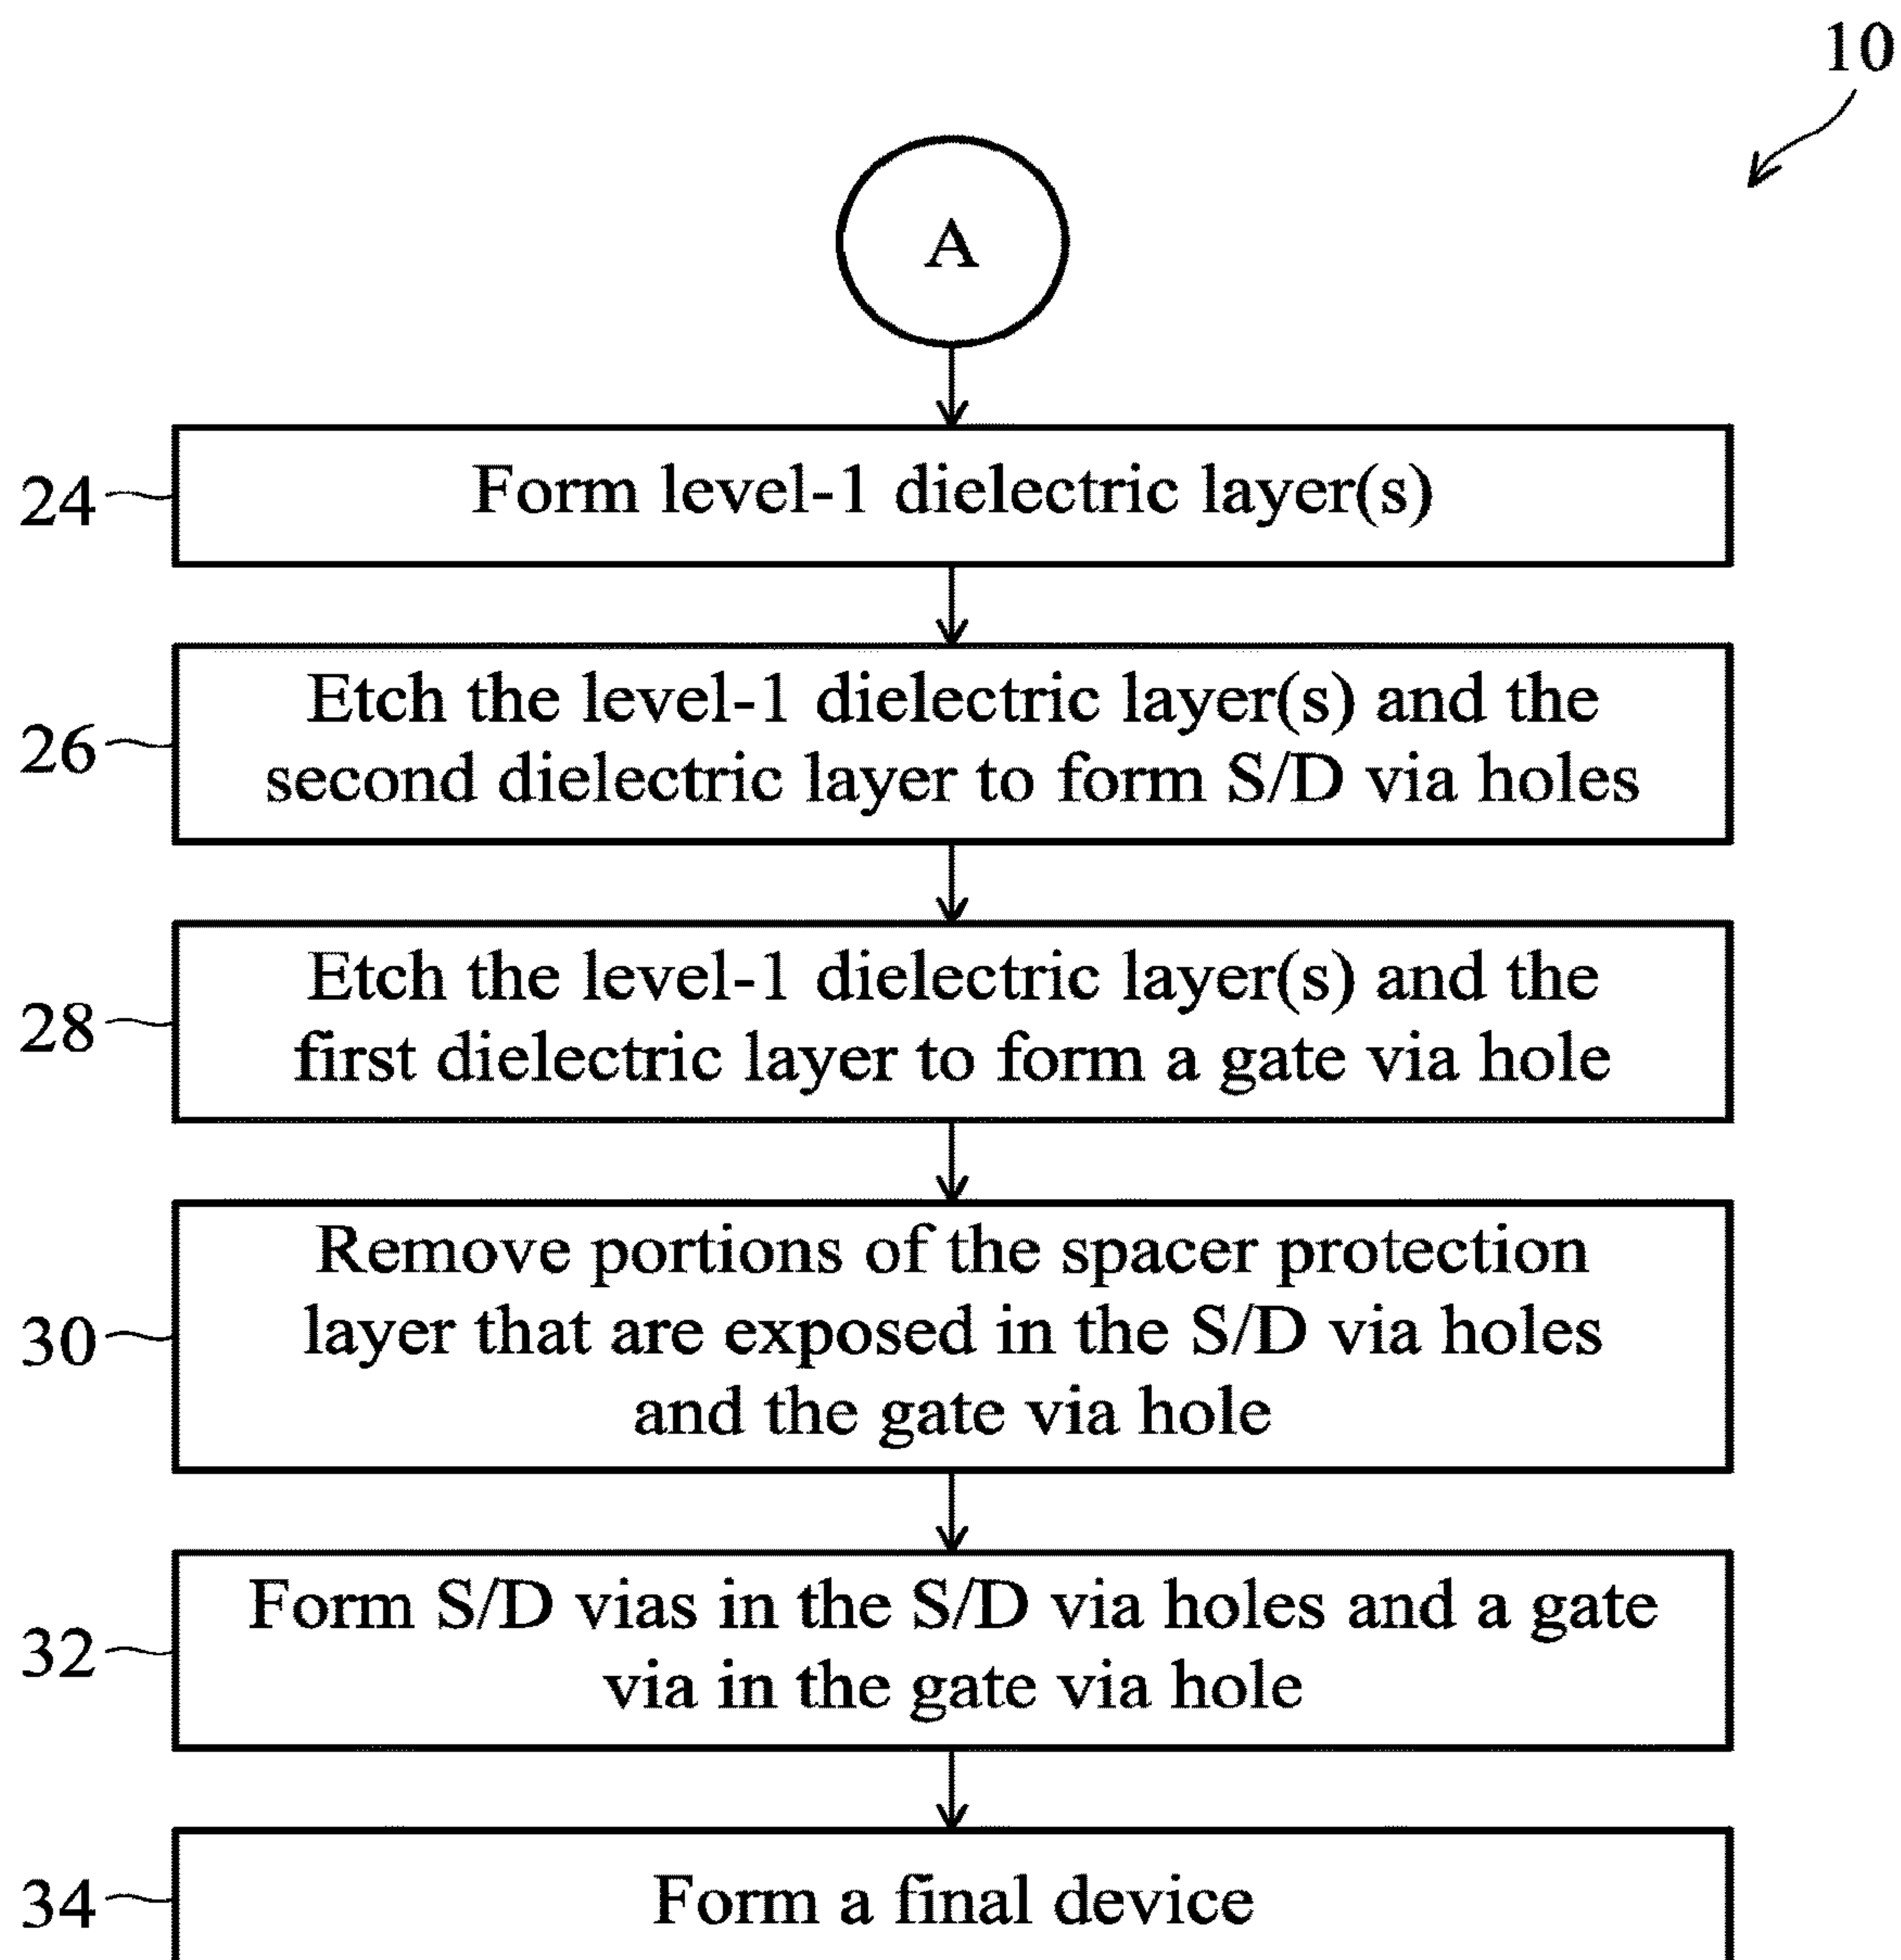 10
A
24
Form level-1 dielectric layer(s)
26
Etch the level-1 dielectric layer(s) and the
second dielectric layer to form S/D via holes
28
Etch the level-1 dielectric layer(s) and the
first dielectric layer to form a gate via hole
30
Remove portions of the spacer protection
layer that are exposed in the S/D via holes
and the gate via hole
32
Form S/D vias in the S/D via holes and a gate
via in the gate via hole
34
Form a final device